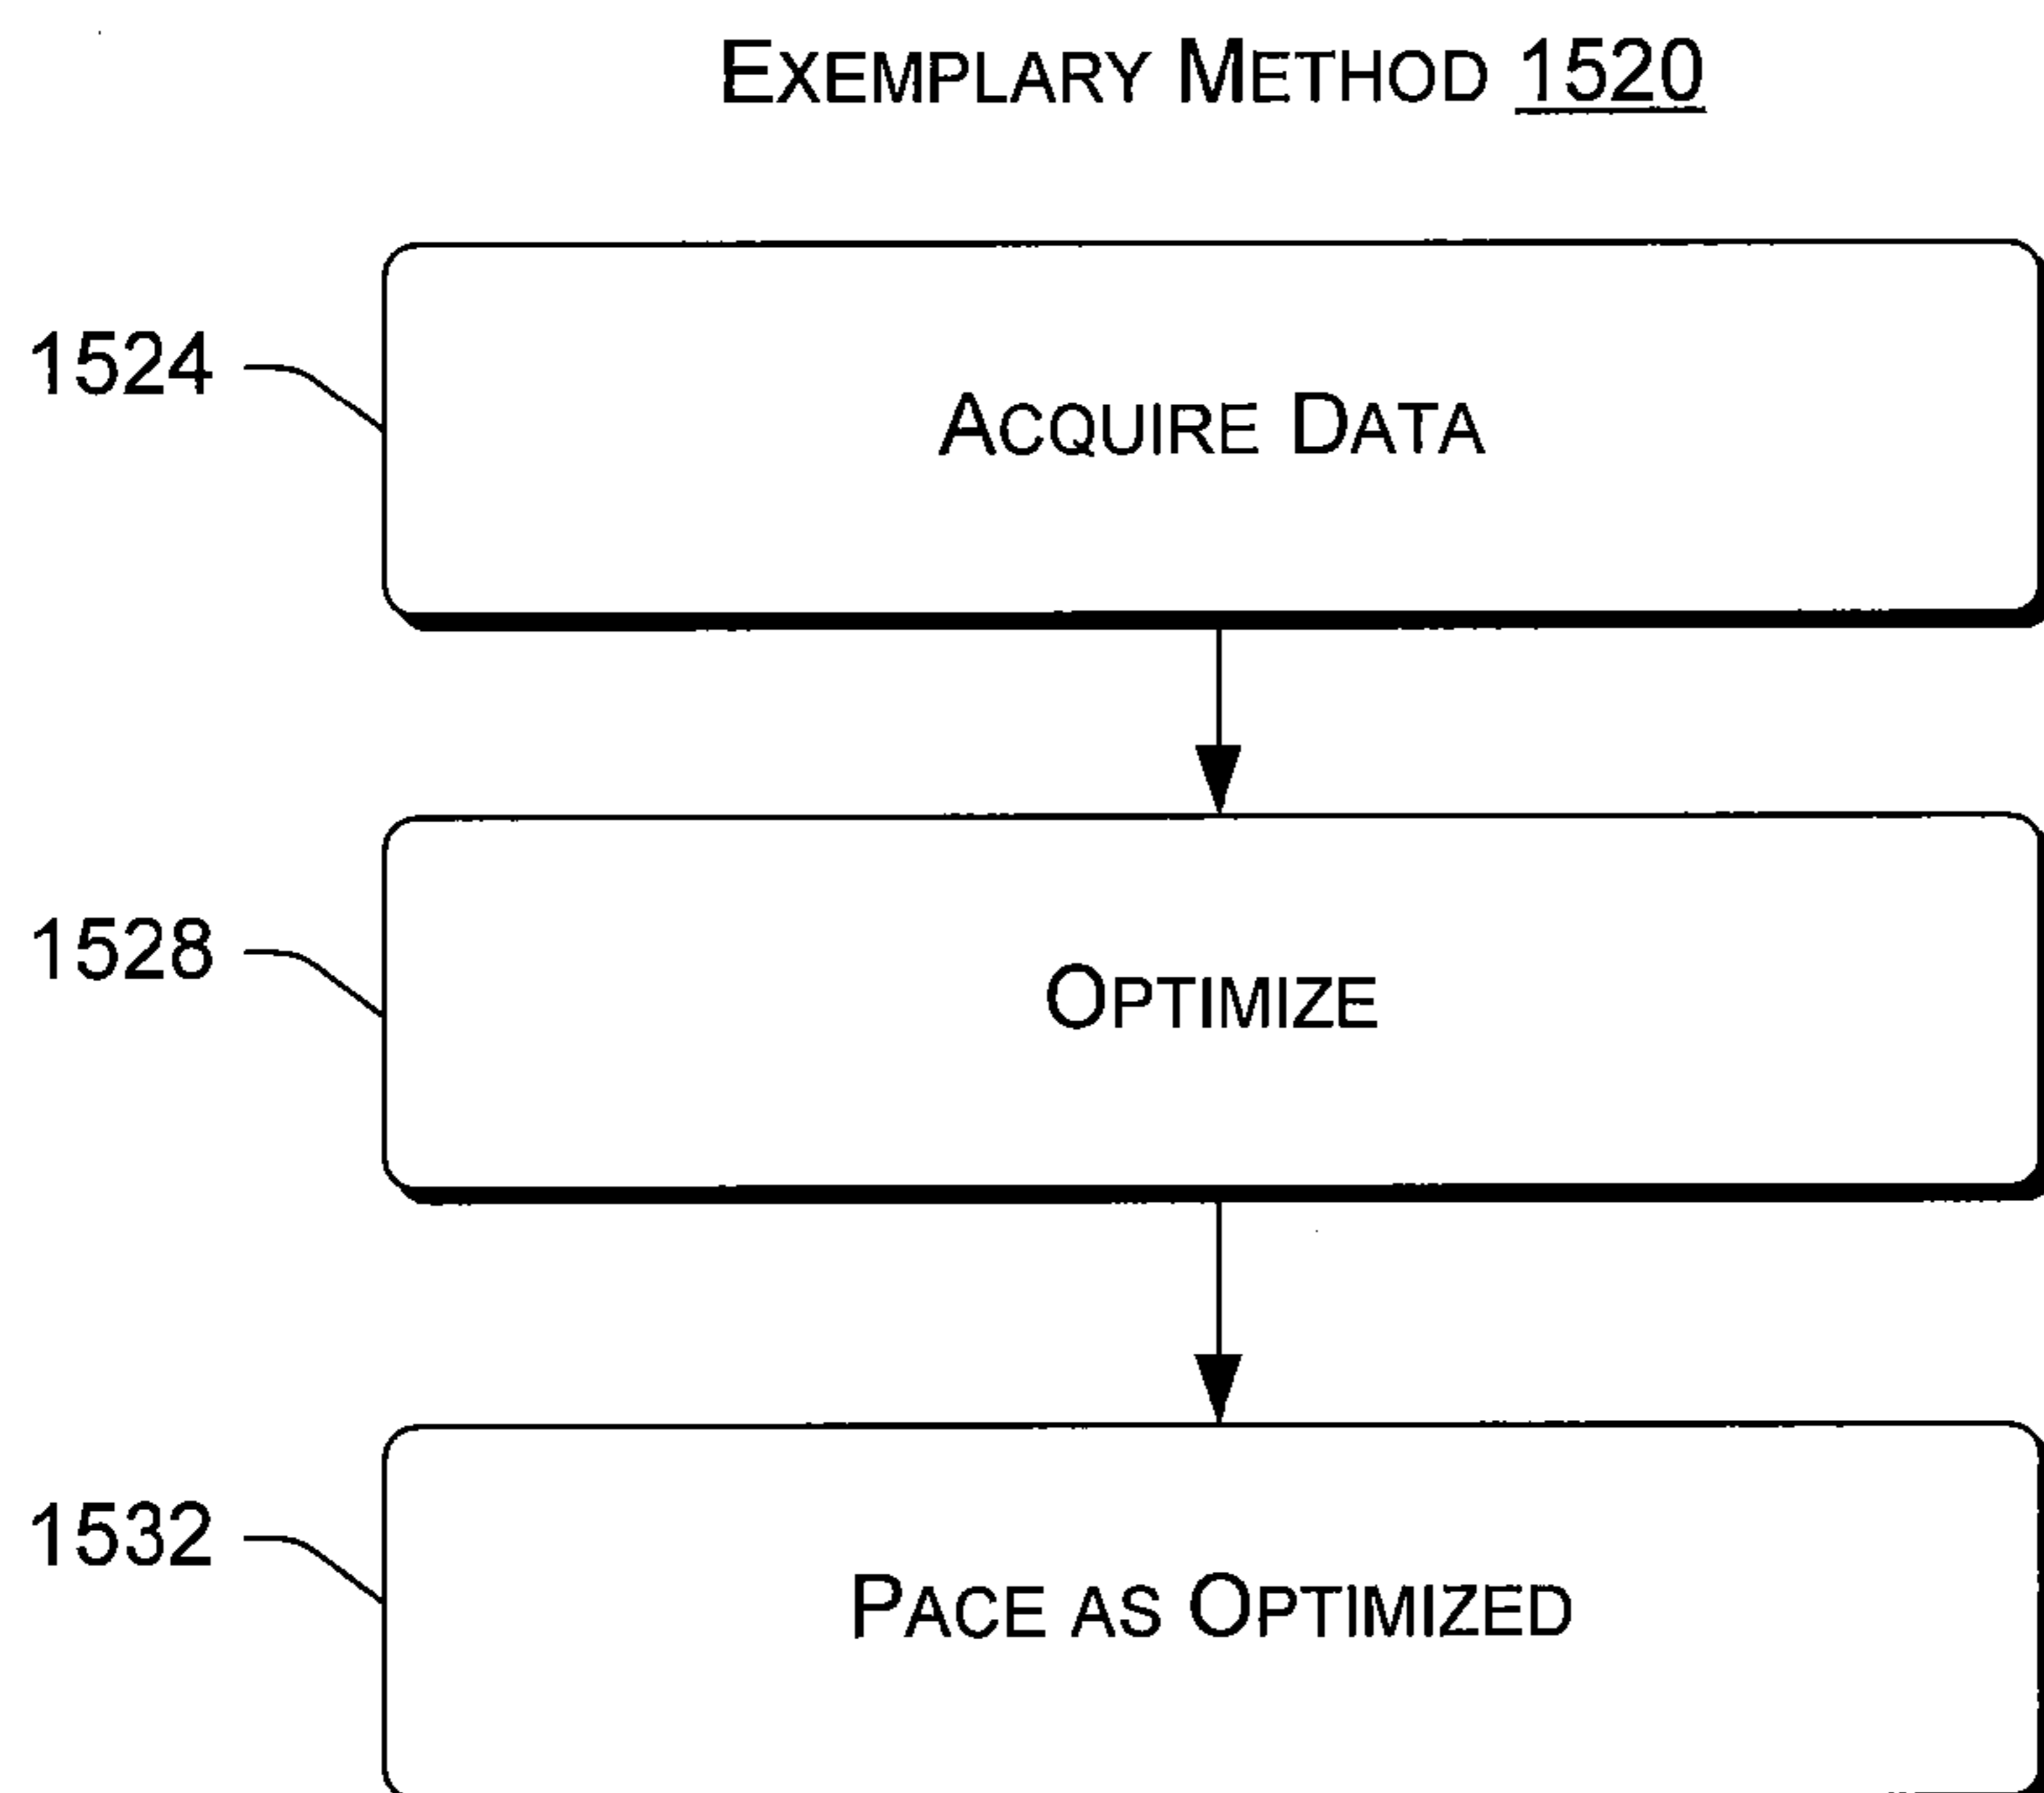 EXEMPLARY METHOD 1520
1524
ACQUIRE DATA
1528
OPTIMIZE
1532
PACE AS OPTIMIZED